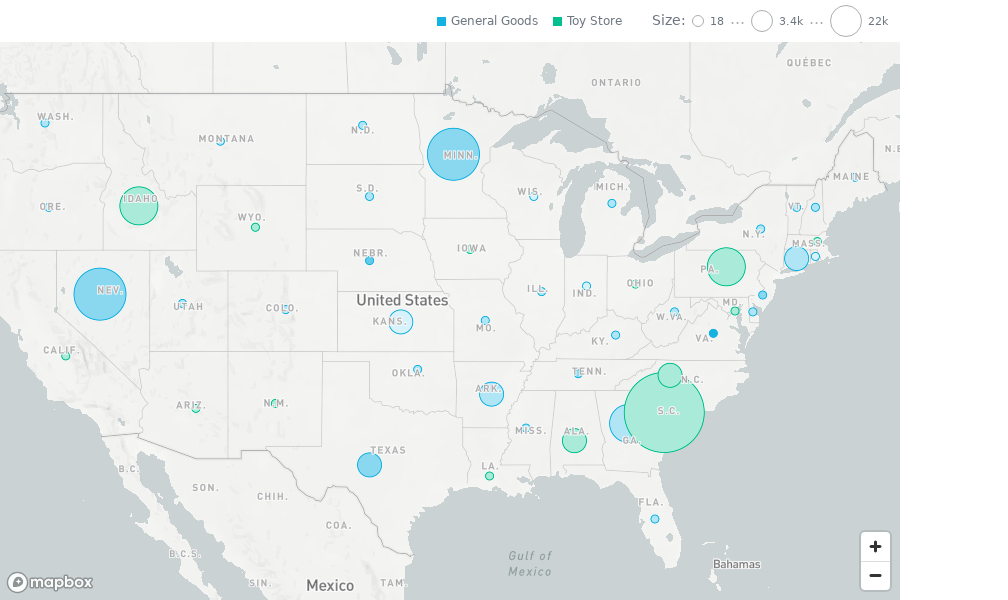 General Goods
Toy Store
Size:
18
3.4k
22k
QUÉBEC
ONTARIO
WASH.
N.D.
MONTANA
MINN.
N.E
MAINE
IDAHO
S.D.
WIS.
MICH.
ORE.
WYO.
VT.
N.Y.
MASS.
NEBR.
IOWA
PA.
OHIO
NEV.
ILL.
IND.
United States
UTAH
COLO.
MD.
KANS.
MO.
W.VA.
KY.
VA.
CALIF.
OKLA.
TENN.
N.C.
ARK.
ARIZ.
N.M.
S.C.
MISS.
ALA.
GA.
TEXAS
LA.
B.C.
SON.
CHIH.
FLA.
COA.
B.C.S.
Gulf of
Mexico
Bahamas
SIN.
Mexico
TAM.
mapbox
+
−